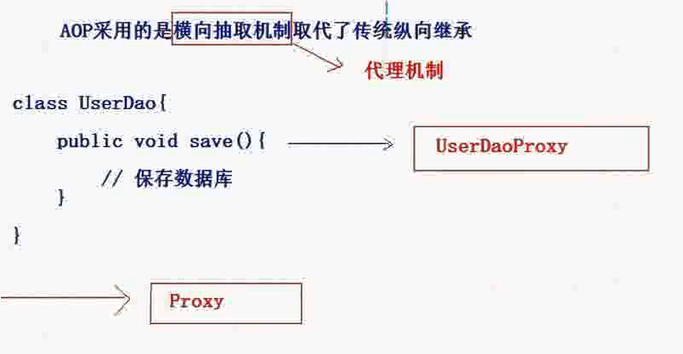 AOP采用的是横向抽取机制取代了传统纵向继承
代理机制
class UserDao{
public void save(){
UserDaoProxy
// 保存数据库
}
}
Proxy